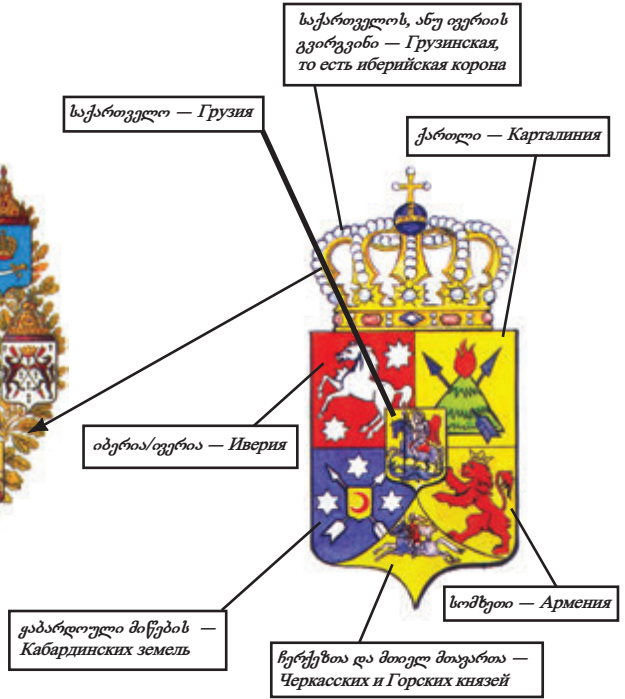 საქართველოს, ანუ ივერიის
გვირგვინი — Грузинская,
то есть иберийская корона
საქართველო — Грузия
ქართლი — Карталиния
იბერია/ივერია — Иверия
სომხეთი — Армения
ყაბარდოული მიწების —
Кабардинских земель
ჩერქეზთა და მთიელ მთავართა —
Черкасских и Горских князей